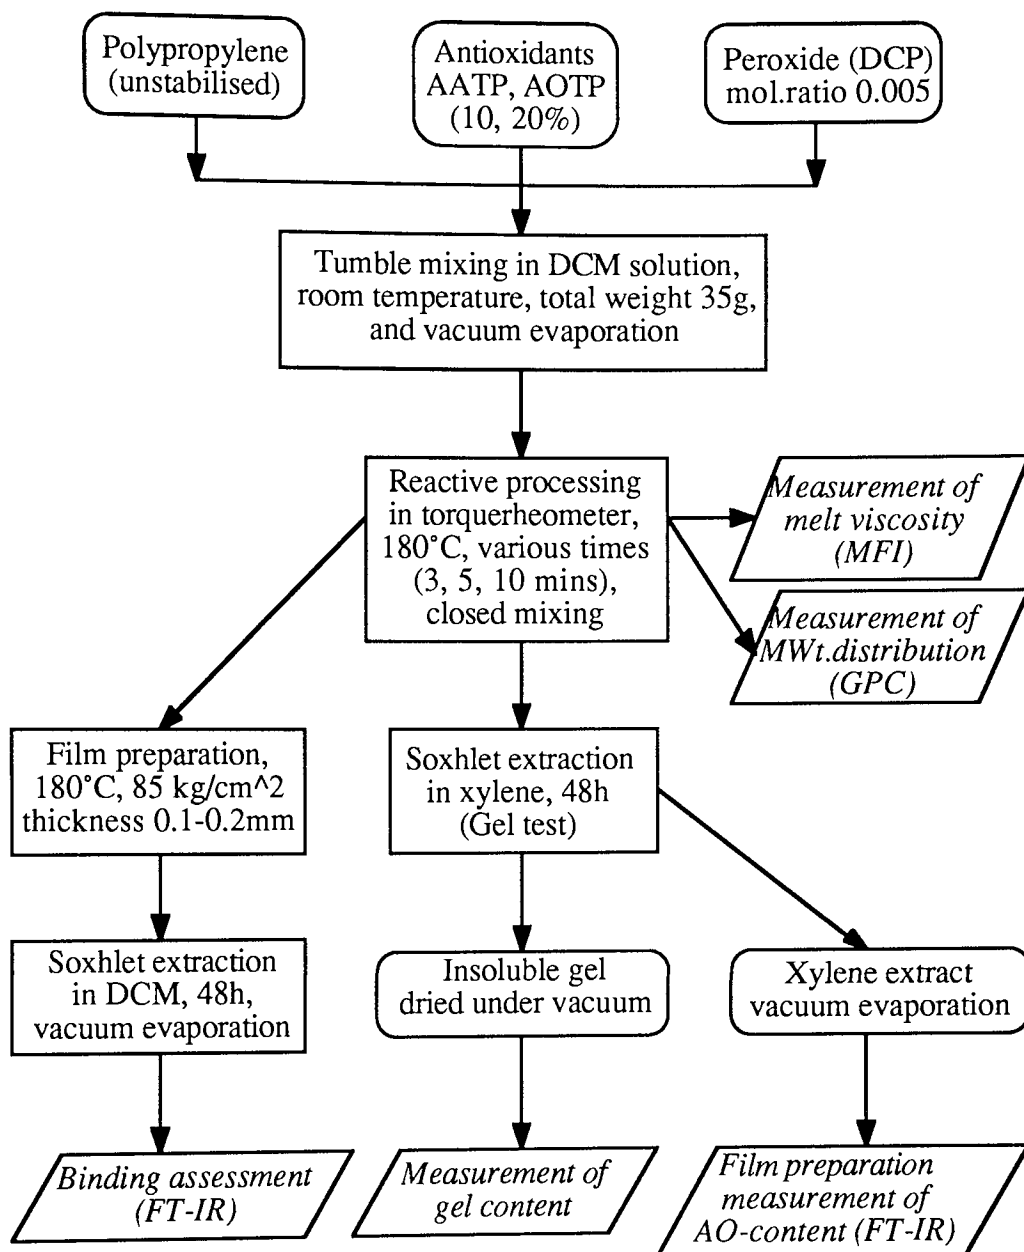 Polypropylene
(unstabilised)
Antioxidants
AATP, AOTP
(10, 20%)
Peroxide (DCP)
mol.ratio 0.005
Tumble mixing in DCM solution,
room temperature, total weight 35g,
and vacuum evaporation
Reactive processing
in torquerheometer,
180°C, various times
(3, 5, 10 mins),
closed mixing
Measurement of
melt viscosity
(MFI)
Measurement of
MWt.distribution
(GPC)
Film preparation,
180°C, 85 kg/cm^2
thickness 0.1-0.2mm
Soxhlet extraction
in xylene, 48h
(Gel test)
Soxhlet extraction
in DCM, 48h,
vacuum evaporation
Insoluble gel
dried under vacuum
Xylene extract
vacuum evaporation
Binding assessment
(FT-IR)
Measurement of
gel content
Film preparation
measurement of
AO-content (FT-IR)